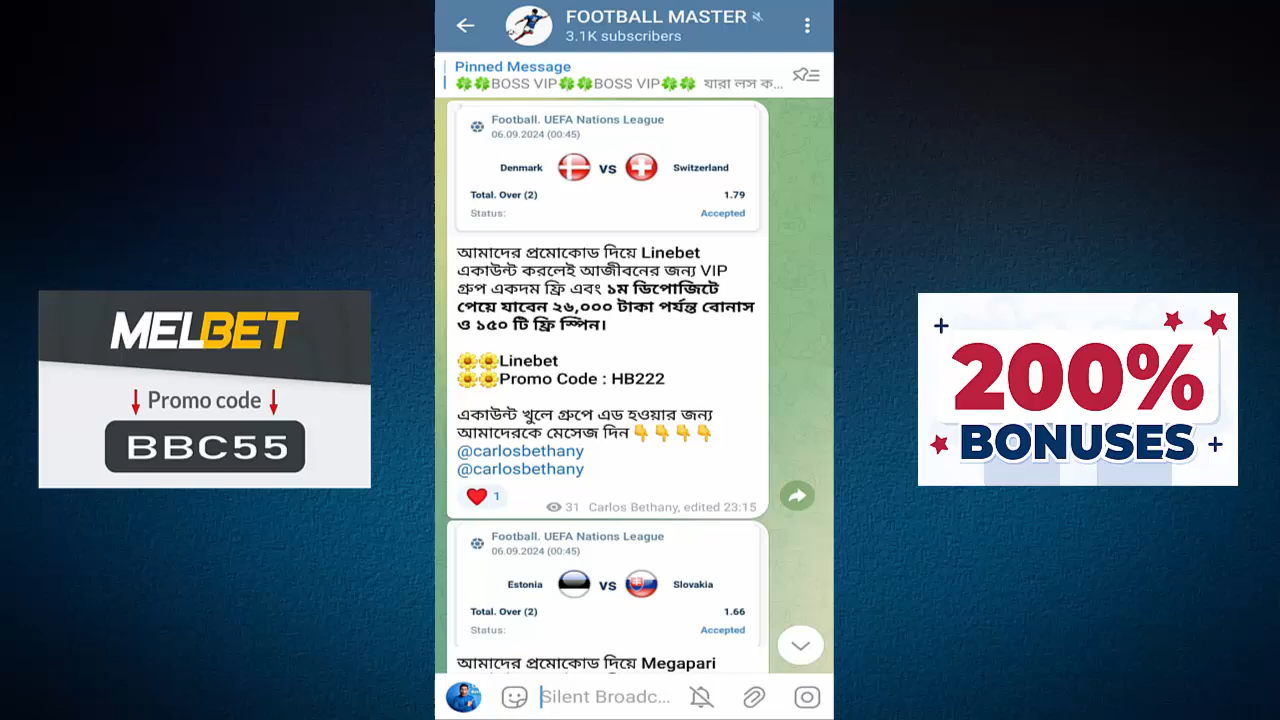 FOOTBALL MASTER
3.1K subscribers
Pinned Message
🍀🍀BOSS VIP🍀🍀BOSS VIP🍀🍀 যারা লস ক...
Football. UEFA Nations League
06.09.2024 (00:45)
Denmark vs Switzerland
Total. Over (2) 1.79
Status: Accepted
আমাদের প্রমোকোড দিয়ে Linebet
একাউন্ট করলেই আজীবনের জন্য VIP
গ্রুপ একদম ফ্রি এবং ১ম ডিপোজিটে
পেয়ে যাবেন ২৬,০০০ টাকা পর্যন্ত বোনাস
ও ১৫০ টি ফ্রি স্পিন।
🌼🌼Linebet
🌼🌼Promo Code : HB222
একাউন্ট খুলে গ্রুপে এড হওয়ার জন্য
আমাদেরকে মেসেজ দিন👇👇👇👇
@carlosbethany
@carlosbethany
❤️ 1
31 Carlos Bethany, edited 23:15
Football. UEFA Nations League
06.09.2024 (00:45)
Estonia vs Slovakia
Total. Over (2) 1.66
Status: Accepted
আমাদের প্রমোকোড দিয়ে Megapari
Silent Broadc...
MELBET
Promo code
BBC55
200%
BONUSES